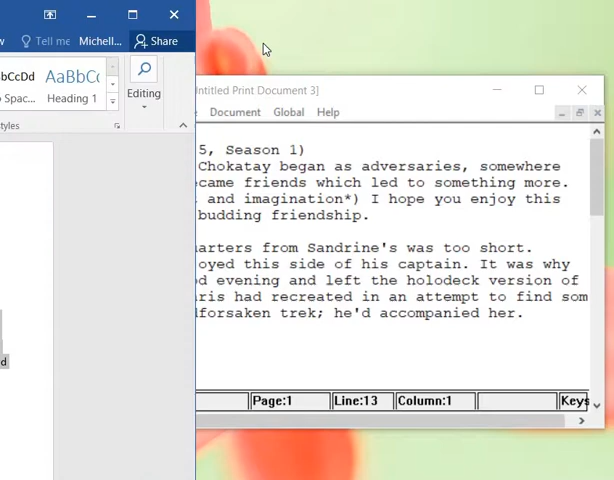 Tell me
Michell...
Share
Untitled Print Document 3]
CcDd
AaBbCc
Editing
Spac...
Heading 1
Document
Global
Help
5, Season 1)
Chokatay began as adversaries, somewhere
came friends which led to something more.
and imagination*) I hope you enjoy this
budding friendship.
arters from Sandrine's was too short.
oyed this side of his captain. It was why
d evening and left the holodeck version of
ris had recreated in an attempt to find som
dforsaken trek; he'd accompanied her.
d
Page:1
Line:13
Column:1
Keys